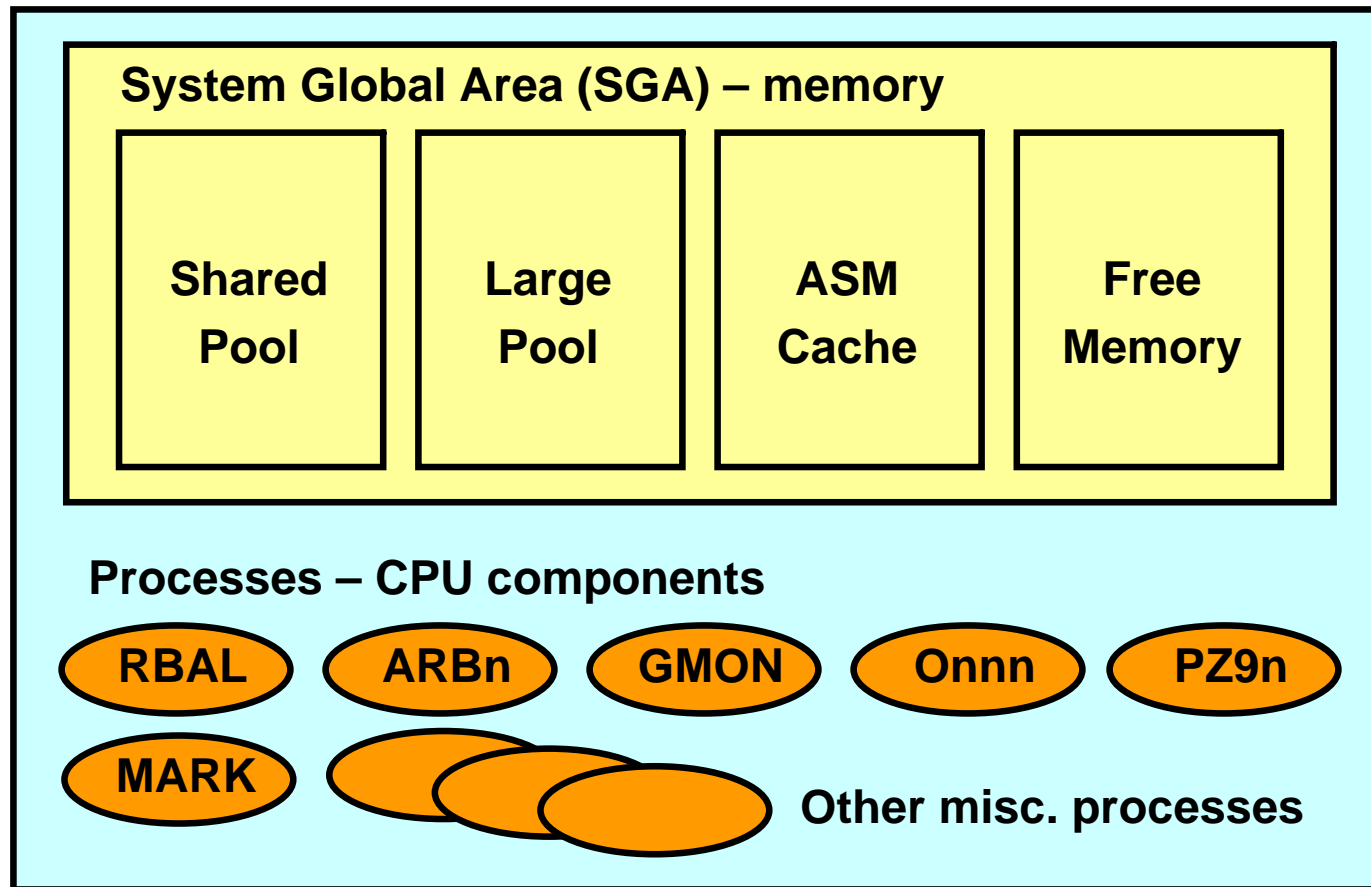 System Global Area (SGA) – memory
Shared
Pool
Large
Pool
ASM
Cache
Free
Memory
Processes – CPU components
RBAL
ARBn
GMON
Onnn
PZ9n
MARK
Other misc. processes